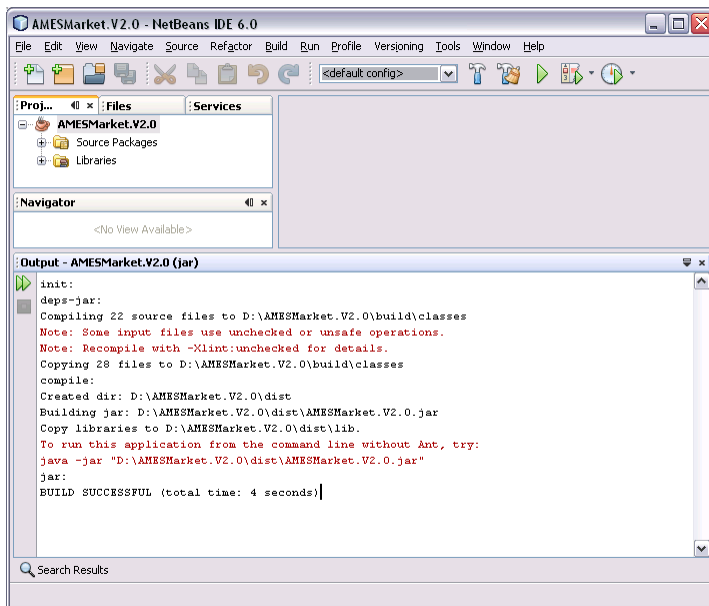 AMESMarket.V2.0 - NetBeans IDE 6.0
File Edit View Navigate Source Refactor Build Run Profile Versioning Tools Window Help
<default config>
Proj... Files Services
AMESMarket.V2.0
Source Packages
Libraries
Navigator
<No View Available>
Output - AMESMarket.V2.0 (jar)
init:
deps-jar:
Compiling 22 source files to D:\AMESMarket.V2.0\build\classes
Note: Some input files use unchecked or unsafe operations.
Note: Recompile with -Xlint:unchecked for details.
Copying 28 files to D:\AMESMarket.V2.0\build\classes
compile:
Created dir: D:\AMESMarket.V2.0\dist
Building jar: D:\AMESMarket.V2.0\dist\AMESMarket.V2.0.jar
Copy libraries to D:\AMESMarket.V2.0\dist\lib.
To run this application from the command line without Ant, try:
java -jar "D:\AMESMarket.V2.0\dist\AMESMarket.V2.0.jar"
jar:
BUILD SUCCESSFUL (total time: 4 seconds)
Search Results